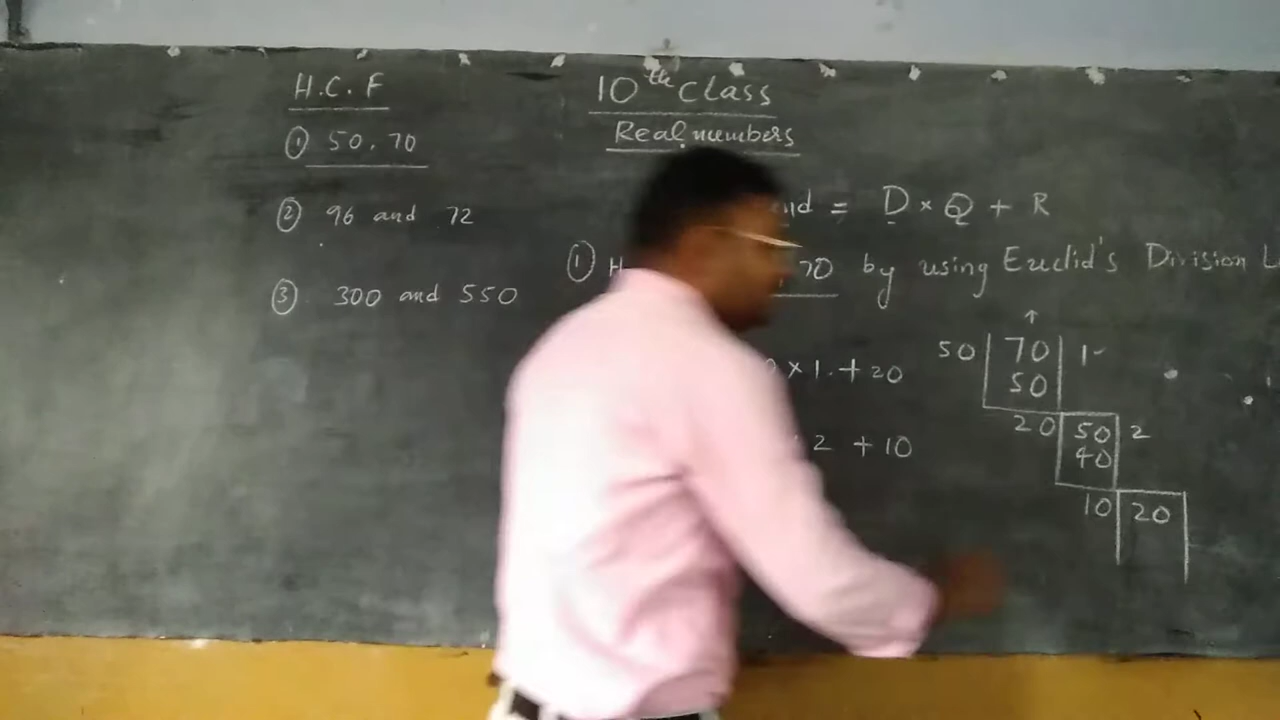 H.C.F
① 50, 70
② 96 and 72
③ 300 and 550
10th class
Real numbers
= D × Q + R
① 70 by using Euclid's Division
× 1. + 20
2 + 10
50 70 1
50
20 50 2
40
10 20